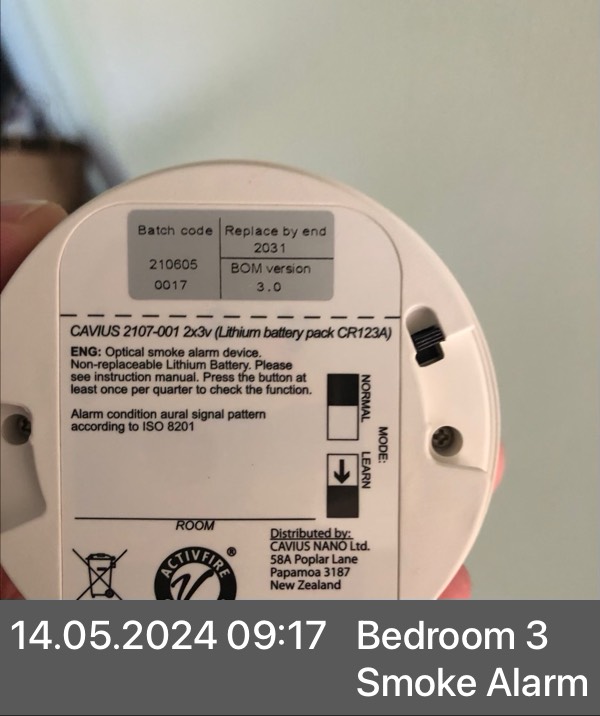 Batch code
210605
0017
Replace by end
2031
BOM version
3.0
CAVIUS 2107-001 2x3v (Lithium battery pack CR123A)
ENG: Optical smoke alarm device.
Non-replaceable Lithium Battery. Please
see instruction manual. Press the button at
least once per quarter to check the function.
Alarm condition aural signal pattern
according to ISO 8201
NORMAL
MODE:
LEARN
ROOM
ACTIVFIRE
®
Distributed by:
CAVIUS NANO Ltd.
58A Poplar Lane
Papamoa 3187
New Zealand
14.05.2024 09:17
Bedroom 3
Smoke Alarm